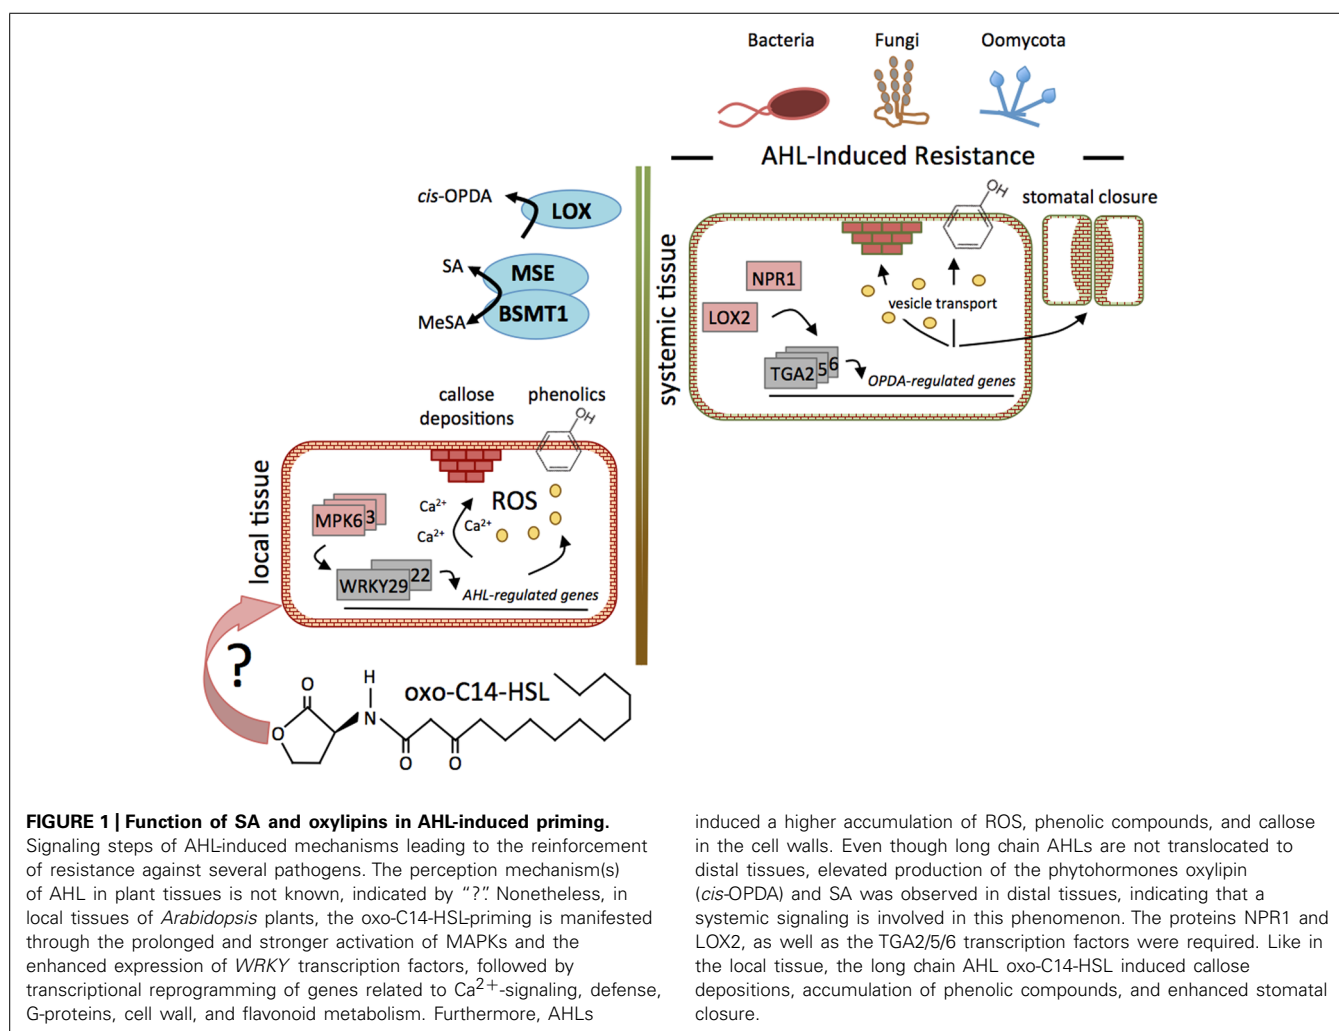 Bacteria
Fungi
Oomycota
AHL-Induced Resistance
cis-OPDA
LOX
SA
MSE
MeSA
BSMT1
systemic tissue
OH
stomatal closure
NPR1
LOX2
vesicle transport
TGA2 5 6
OPDA-regulated genes
callose
depositions
phenolics
OH
local tissue
MPK6 3
Ca2+
Ca2+
Ca2+
ROS
WRKY29 22
AHL-regulated genes
?
oxo-C14-HSL
O
O
H
N
O
O
FIGURE 1 | Function of SA and oxylipins in AHL-induced priming.
Signaling steps of AHL-induced mechanisms leading to the reinforcement
of resistance against several pathogens. The perception mechanism(s)
of AHL in plant tissues is not known, indicated by “?”. Nonetheless, in
local tissues of Arabidopsis plants, the oxo-C14-HSL-priming is manifested
through the prolonged and stronger activation of MAPKs and the
enhanced expression of WRKY transcription factors, followed by
transcriptional reprogramming of genes related to Ca2+-signaling, defense,
G-proteins, cell wall, and flavonoid metabolism. Furthermore, AHLs
induced a higher accumulation of ROS, phenolic compounds, and callose
in the cell walls. Even though long chain AHLs are not translocated to
distal tissues, elevated production of the phytohormones oxylipin
(cis-OPDA) and SA was observed in distal tissues, indicating that a
systemic signaling is involved in this phenomenon. The proteins NPR1 and
LOX2, as well as the TGA2/5/6 transcription factors were required. Like in
the local tissue, the long chain AHL oxo-C14-HSL induced callose
depositions, accumulation of phenolic compounds, and enhanced stomatal
closure.